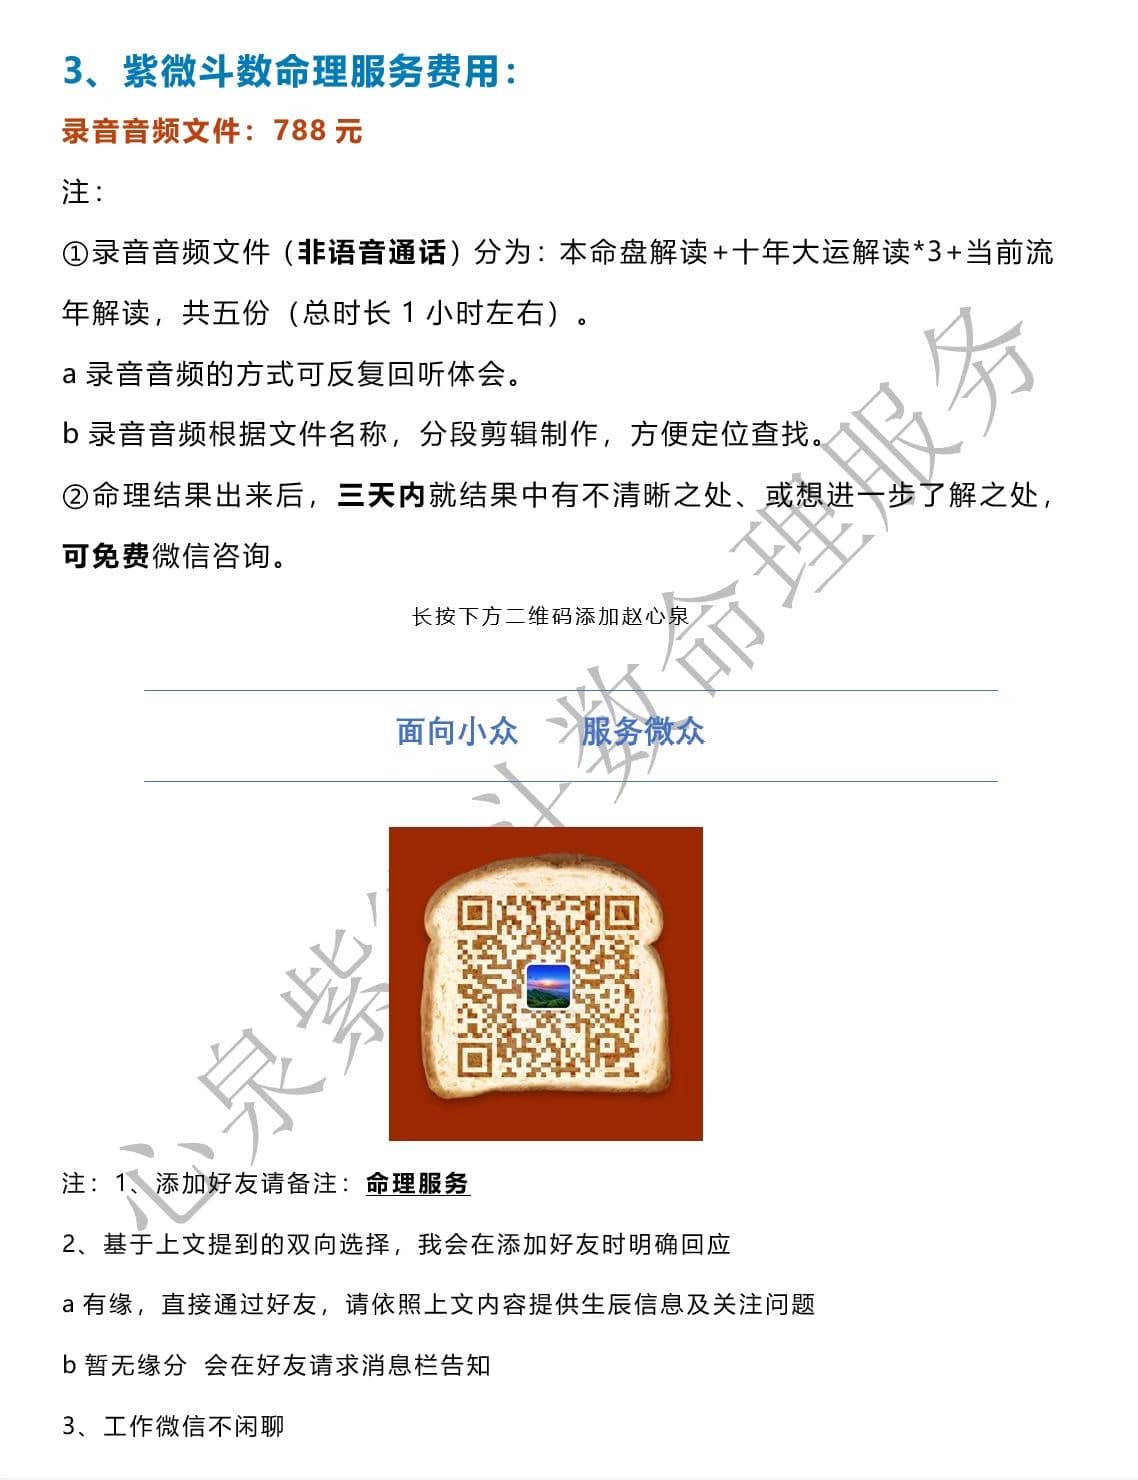 3、紫微斗数命理服务费用：
录音音频文件：788 元
注：
①录音音频文件（非语音通话）分为：本命盘解读+十年大运解读*3+当前流
年解读，共五份（总时长 1 小时左右）。
a 录音音频的方式可反复回听体会。
b 录音音频根据文件名称，分段剪辑制作，方便定位查找。
②命理结果出来后，三天内就结果中有不清晰之处、或想进一步了解之处，
可免费微信咨询。
长按下方二维码添加赵心泉
面向小众 服务微众
心泉紫微斗数命理服务
注：1、添加好友请备注：命理服务
2、基于上文提到的双向选择，我会在添加好友时明确回应
a 有缘，直接通过好友，请依照上文内容提供生辰信息及关注问题
b 暂无缘分 会在好友请求消息栏告知
3、工作微信不闲聊